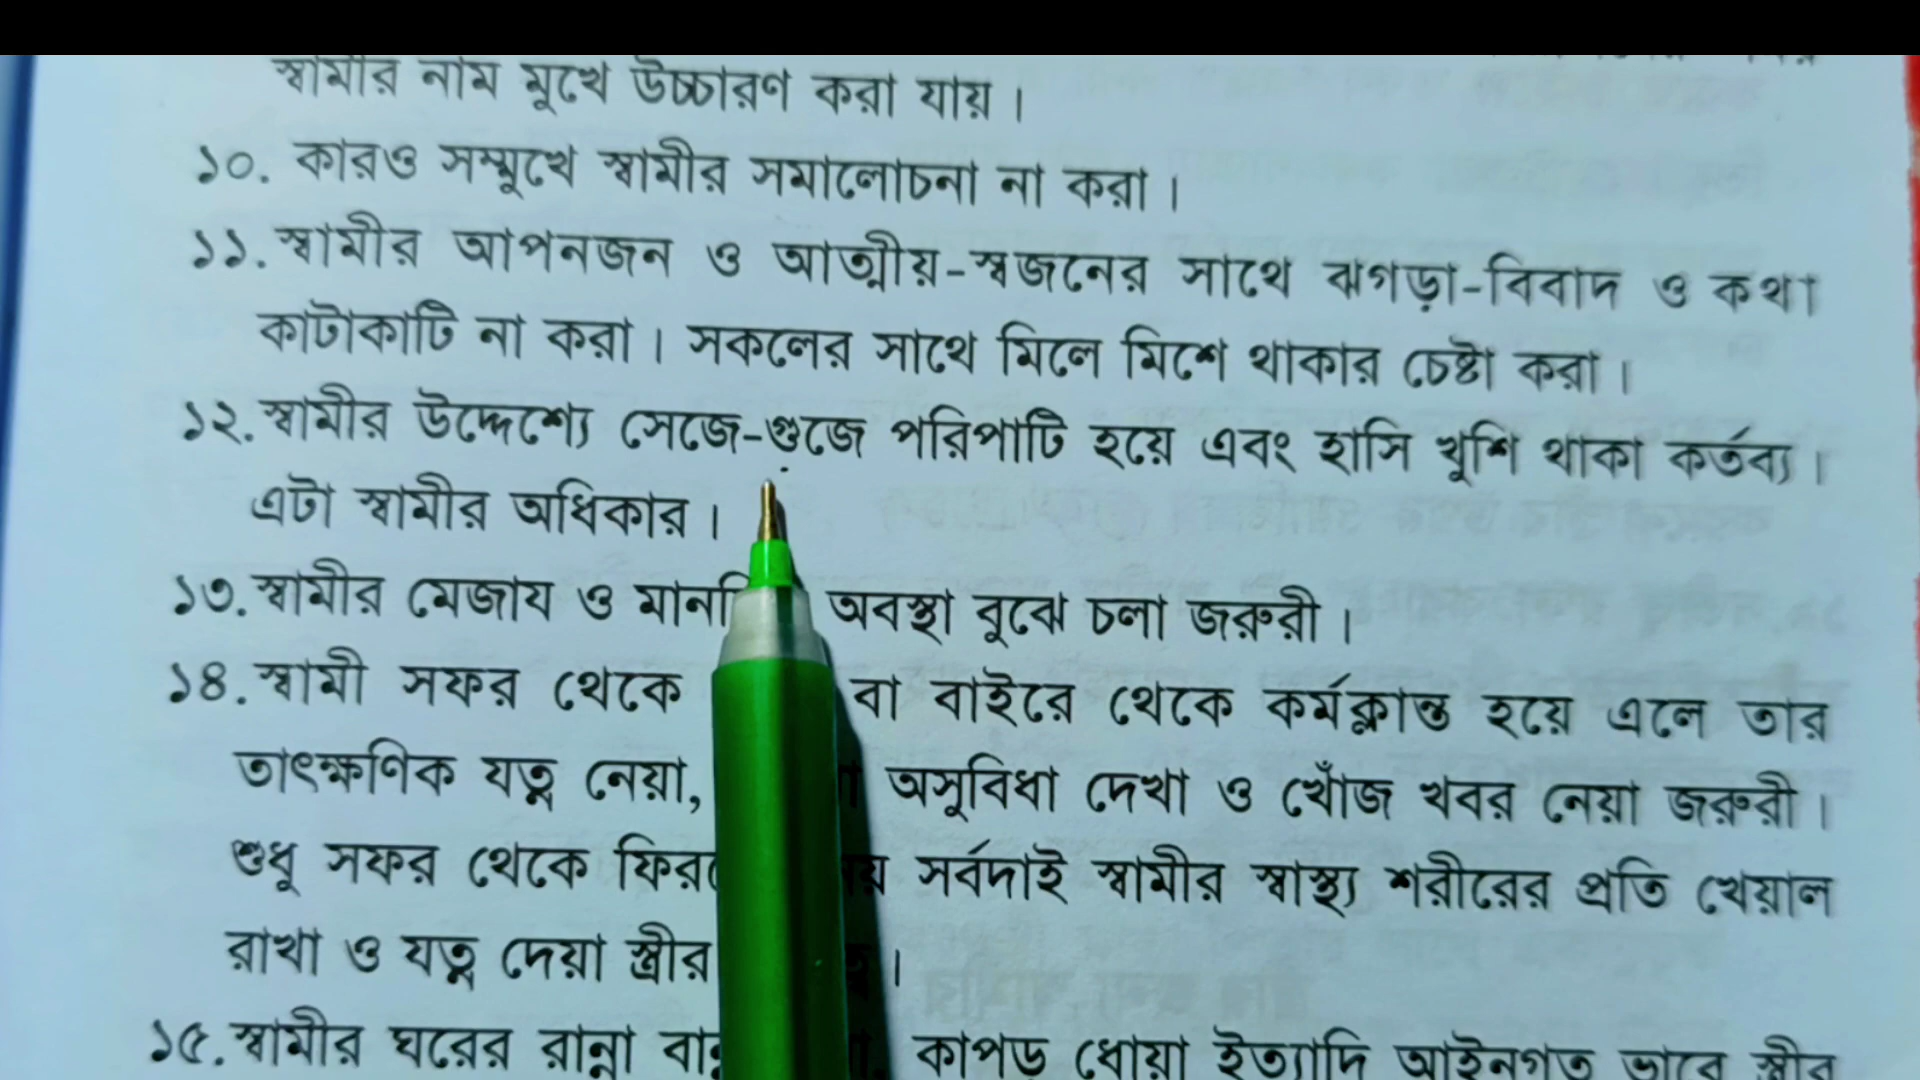 স্বামীর নাম মুখে উচ্চারণ করা যায়।
১০. কারও সম্মুখে স্বামীর সমালোচনা না করা।
১১. স্বামীর আপনজন ও আত্মীয়-স্বজনের সাথে ঝগড়া-বিবাদ ও কথা
কাটাকাটি না করা। সকলের সাথে মিলে মিশে থাকার চেষ্টা করা।
১২. স্বামীর উদ্দেশ্যে সেজে-গুজে পরিপাটি হয়ে এবং হাসি খুশি থাকা কর্তব্য।
এটা স্বামীর অধিকার।
১৩. স্বামীর মেজায ও অবস্থা বুঝে চলা জরুরী।
১৪. স্বামী সফর থেকে বা বাইরে থেকে কর্মক্লান্ত হয়ে এলে তার
তাৎক্ষণিক যত্ন নেয়া, অসুবিধা দেখা ও খোঁজ খবর নেয়া জরুরী।
শুধু সফর থেকে সর্বদাই স্বামীর স্বাস্থ্য শরীরের প্রতি খেয়াল
রাখা ও যত্ন দেয়া স্ত্রীর ।
১৫. স্বামীর ঘরের রান্না কাপড় ধোয়া ইত্যাদি আইনগত ভাবে স্ত্রীর